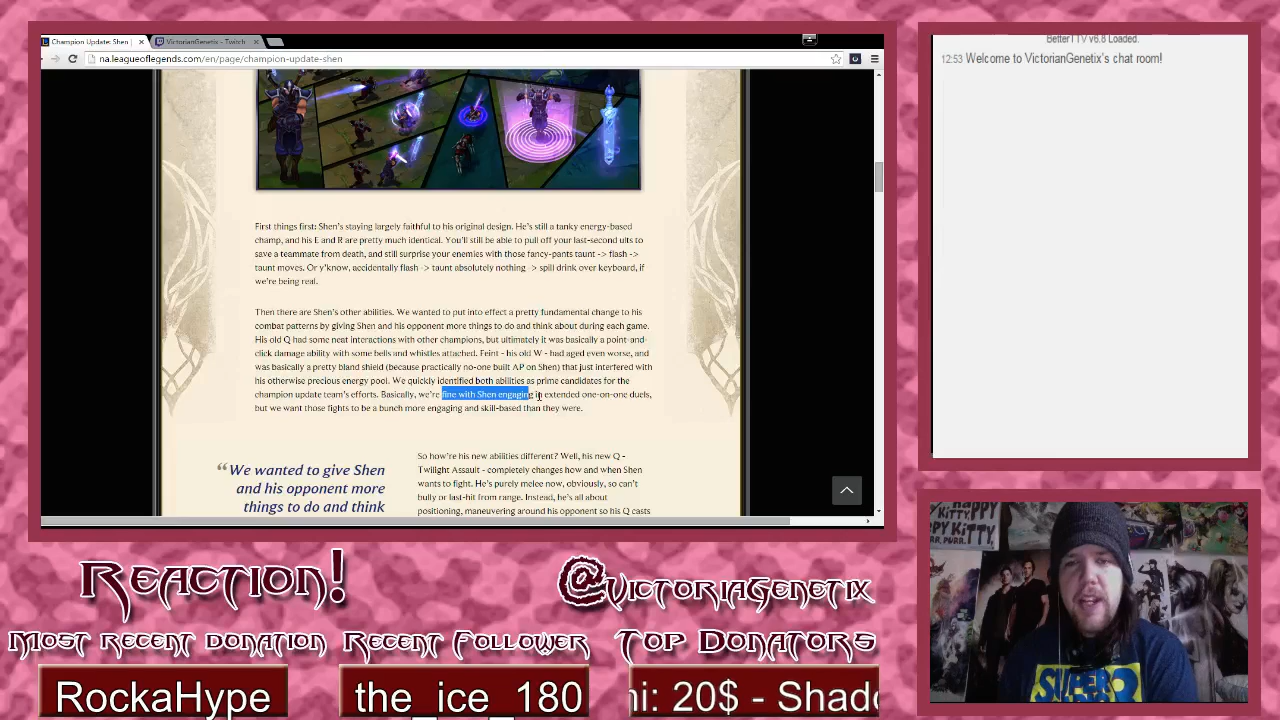 Champion Update: Shen
VictorianGenetix - Twitch
na.leagueoflegends.com/en/page/champion-update-shen
First things first: Shen's staying largely faithful to his original design. He's still a tanky energy-based
champ, and his E and R are pretty much identical. You'll still be able to pull off your last-second ults to
save a teammate from death, and still surprise your enemies with those fancy-pants taunt -> flash ->
taunt moves. Or y'know, accidentally flash -> taunt absolutely nothing -> spill drink over keyboard, if
we're being real.
Then there are Shen's other abilities. We wanted to put into effect a pretty fundamental change to his
combat patterns by giving Shen and his opponent more things to do and think about during each game.
His old Q had some neat interactions with other champions, but ultimately it was basically a point-and-
click damage ability with some bells and whistles attached. Feint - his old W - had aged even worse, and
was basically a pretty bland shield (because practically no-one built AP on Shen) that just interfered with
his otherwise precious energy pool. We quickly identified both abilities as prime candidates for the
champion update team's efforts. Basically, we're fine with Shen engaging in extended one-on-one duels,
but we want those fights to be a bunch more engaging and skill-based than they were.
“We wanted to give Shen
and his opponent more
things to do and think
So how're his new abilities different? Well, his new Q -
Twilight Assault - completely changes how and when Shen
wants to fight. He's purely melee now, obviously, so can't
bully or last-hit from range. Instead, he's all about
positioning, maneuvering around his opponent so his Q casts
BetterTTV v6.8 Loaded.
12:53 Welcome to VictorianGenetix's chat room!
HAPPY
KITTY
PURR.
Reaction!
@VictoriaGenetix
Most recent donation
Recent Follower
Top Donators
RockaHype
the_ice_180
ni: 20$ - Shado
SUPER